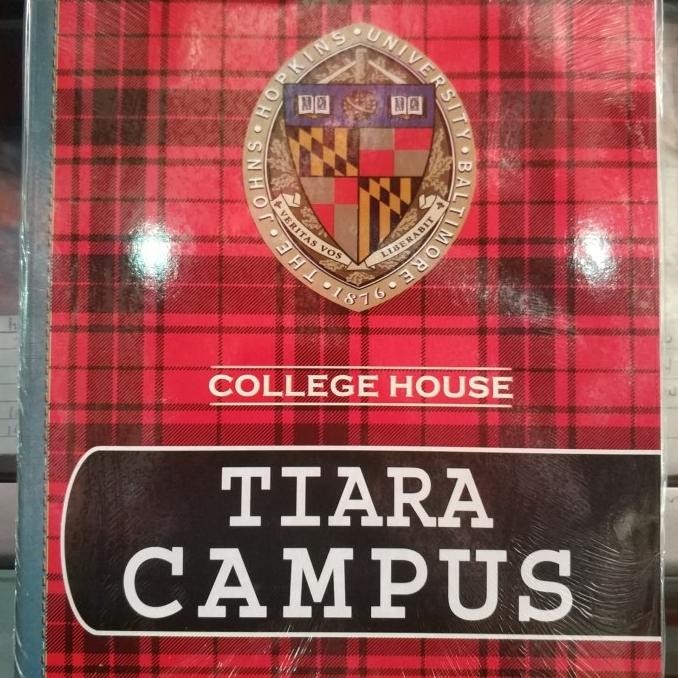 THE · JOHNS · HOPKINS · UNIVERSITY · BALTIMORE ·
VERITAS VOS LIBERABIT
· 1876 ·
COLLEGE HOUSE
TIARA
CAMPUS